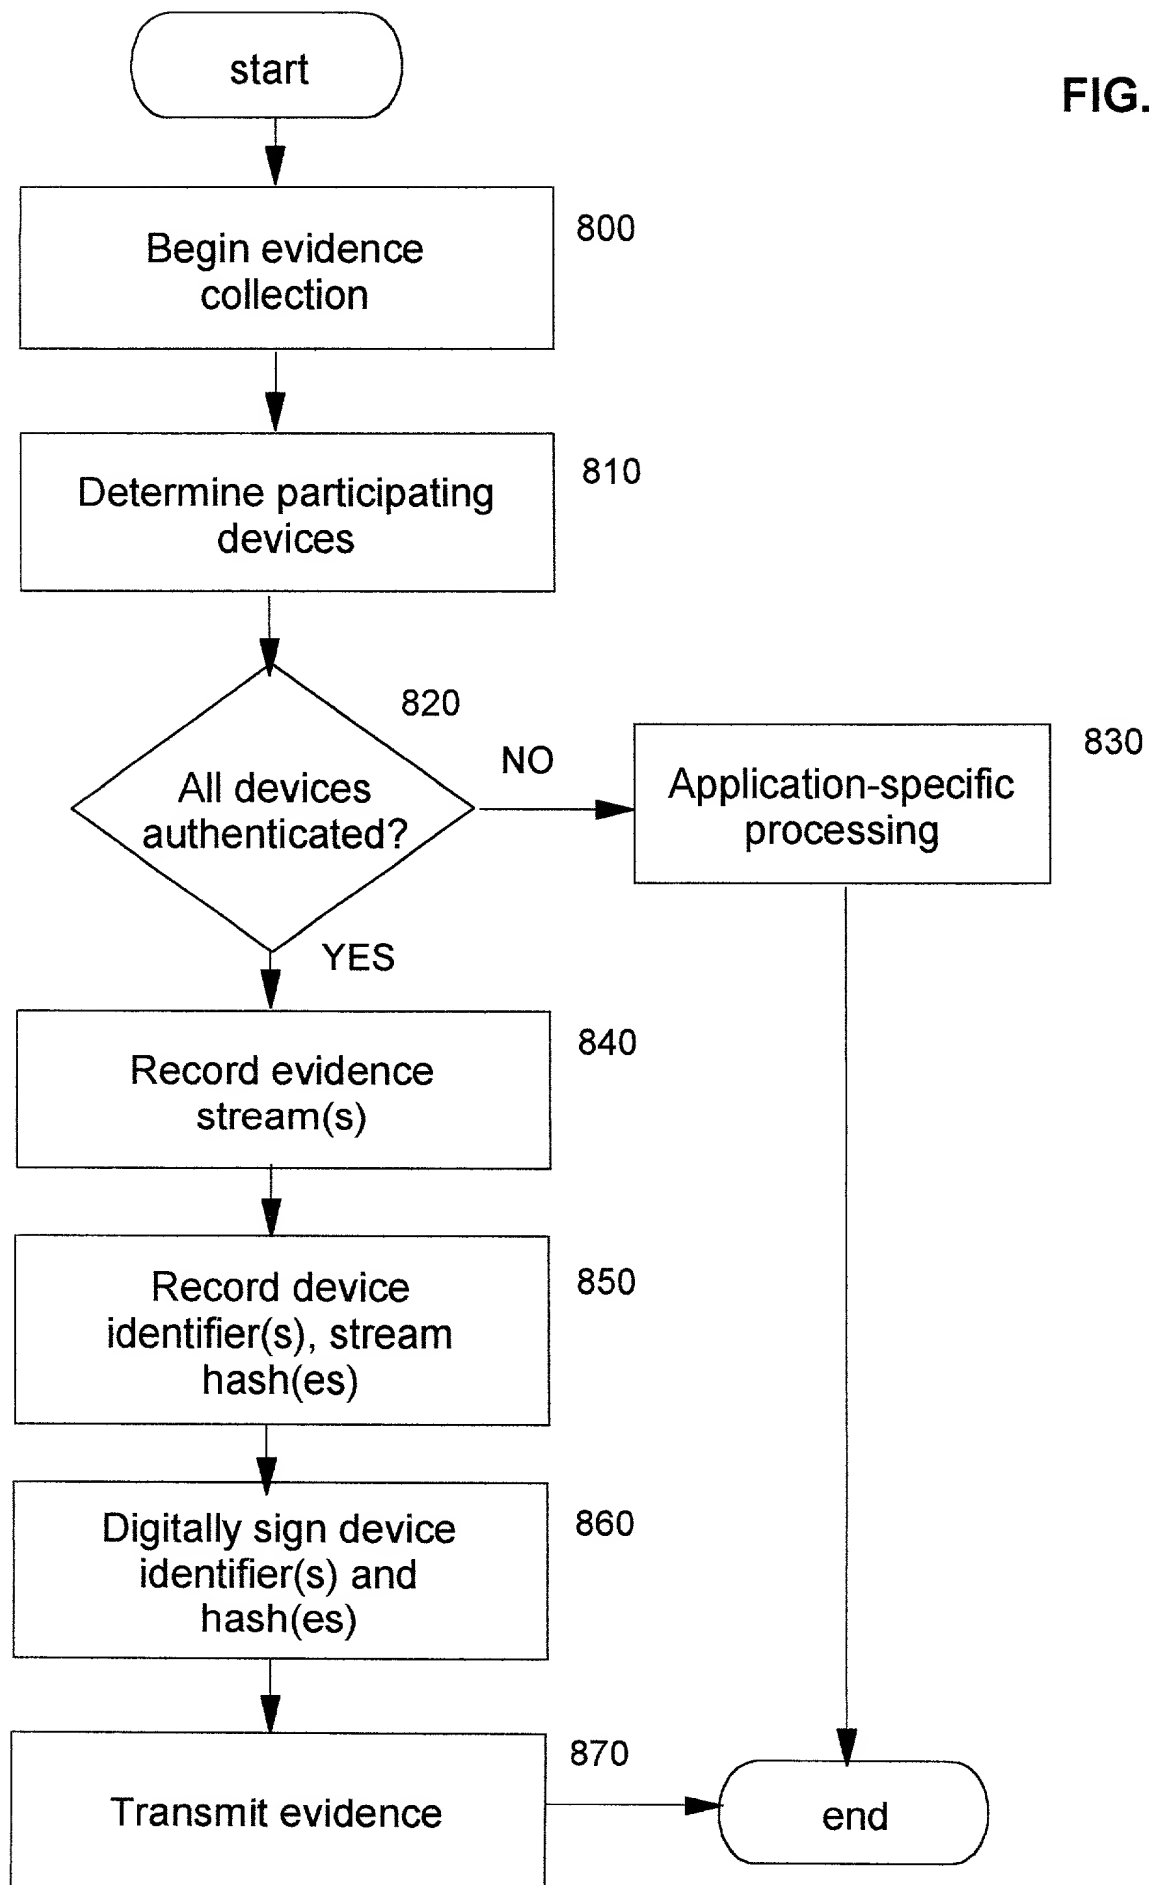 start
FIG.
Begin evidence
collection
800
Determine participating
devices
810
820
All devices
authenticated?
NO
Application-specific
processing
830
YES
Record evidence
stream(s)
840
Record device
identifier(s), stream
hash(es)
850
Digitally sign device
identifier(s) and
hash(es)
860
Transmit evidence
870
end